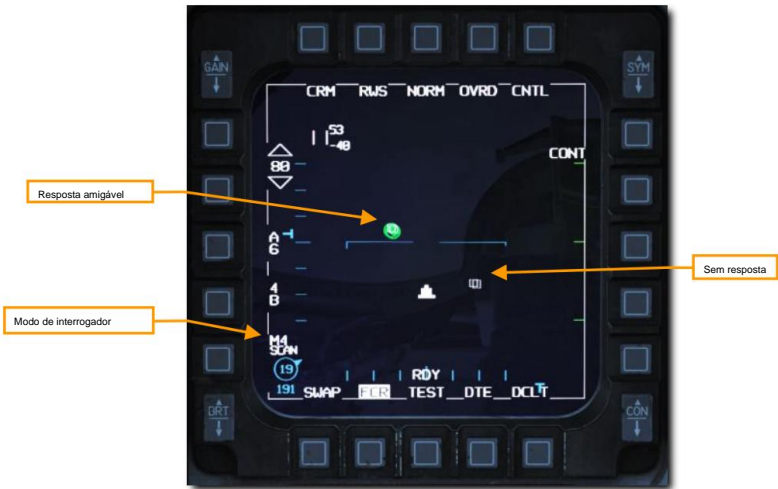 GAIN
SYM
CRM RWS NORM OVRD CNTL
53
-40
CONT
80
Resposta amigável
A
6
Sem resposta
4
B
Modo de interrogador
M4
SCAN
19
RDY
191 SWAP FCR TEST DTE DCLT
BRT
CON